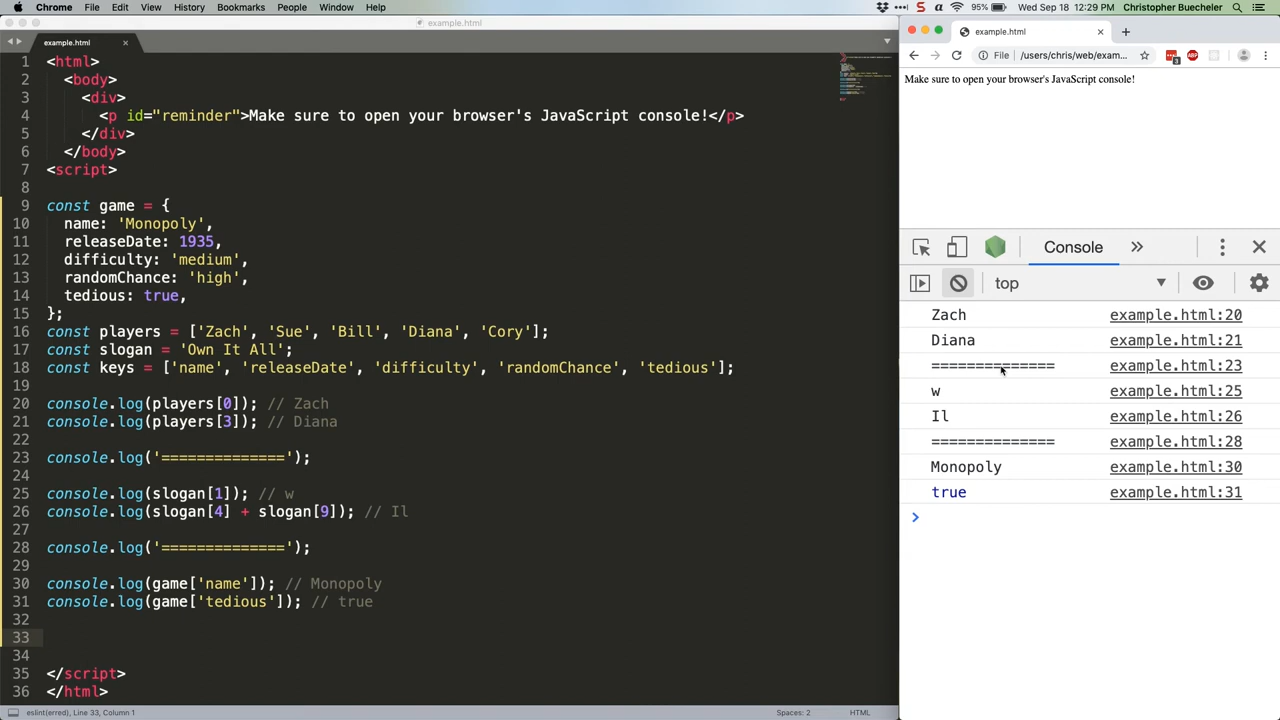 Chrome File Edit View History Bookmarks People Window Help 95% Wed Sep 18 12:29 PM Christopher Buecheler
example.html
example.html ×
1 <html>
2 <body>
3 <div>
4 <p id="reminder">Make sure to open your browser's JavaScript console!</p>
5 </div>
6 </body>
7 <script>
8
9 const game = {
10 name: 'Monopoly',
11 releaseDate: 1935,
12 difficulty: 'medium',
13 randomChance: 'high',
14 tedious: true,
15 };
16 const players = ['Zach', 'Sue', 'Bill', 'Diana', 'Cory'];
17 const slogan = 'Own It All';
18 const keys = ['name', 'releaseDate', 'difficulty', 'randomChance', 'tedious'];
19
20 console.log(players[0]); // Zach
21 console.log(players[3]); // Diana
22
23 console.log('==============');
24
25 console.log(slogan[1]); // w
26 console.log(slogan[4] + slogan[9]); // Il
27
28 console.log('==============');
29
30 console.log(game['name']); // Monopoly
31 console.log(game['tedious']); // true
32
33
34
35 </script>
36 </html>
eslint(erred), Line 33, Column 1 Spaces: 2 HTML
example.html × +
File /users/chris/web/exam... 3 ABP
Make sure to open your browser's JavaScript console!
Console »
top
Zach example.html:20
Diana example.html:21
============== example.html:23
w example.html:25
Il example.html:26
============== example.html:28
Monopoly example.html:30
true example.html:31
>